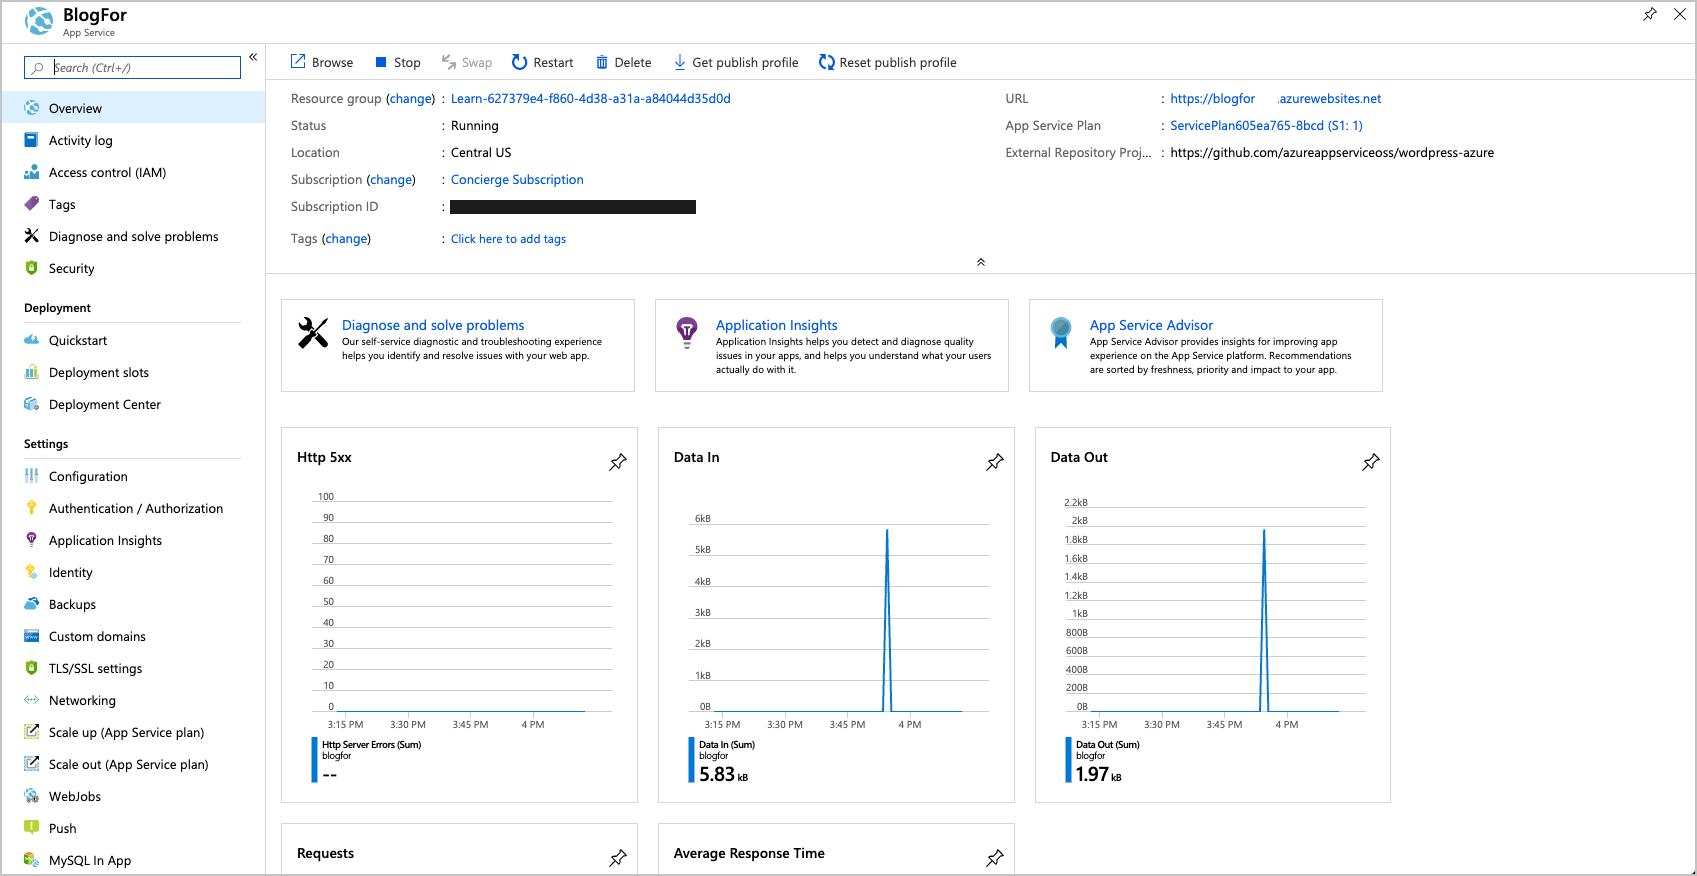 BlogFor
App Service
Search (Ctrl+/)
«
Overview
Activity log
Access control (IAM)
Tags
Diagnose and solve problems
Security
Deployment
Quickstart
Deployment slots
Deployment Center
Settings
Configuration
Authentication / Authorization
Application Insights
Identity
Backups
Custom domains
TLS/SSL settings
Networking
Scale up (App Service plan)
Scale out (App Service plan)
WebJobs
Push
MySQL In App
Browse Stop Swap Restart Delete Get publish profile Reset publish profile
Resource group (change) : Learn-627379e4-f860-4d38-a31a-a84044d35d0d
Status : Running
Location : Central US
Subscription (change) : Concierge Subscription
Subscription ID :
Tags (change) : Click here to add tags
URL : https://blogfor .azurewebsites.net
App Service Plan : ServicePlan605ea765-8bcd (S1: 1)
External Repository Proj... : https://github.com/azureappserviceoss/wordpress-azure
Diagnose and solve problems
Our self-service diagnostic and troubleshooting experience
helps you identify and resolve issues with your web app.
Application Insights
Application Insights helps you detect and diagnose quality
issues in your apps, and helps you understand what your users
actually do with it.
App Service Advisor
App Service Advisor provides insights for improving app
experience on the App Service platform. Recommendations
are sorted by freshness, priority and impact to your app.
Http 5xx
100
90
80
70
60
50
40
30
20
10
0
3:15 PM 3:30 PM 3:45 PM 4 PM
Http Server Errors (Sum)
blogfor
--
Data In
6kB
5kB
4kB
3kB
2kB
1kB
0B
3:15 PM 3:30 PM 3:45 PM 4 PM
Data In (Sum)
blogfor
5.83 kB
Data Out
2.2kB
2kB
1.8kB
1.6kB
1.4kB
1.2kB
1kB
800B
600B
400B
200B
0B
3:15 PM 3:30 PM 3:45 PM 4 PM
Data Out (Sum)
blogfor
1.97 kB
Requests
Average Response Time